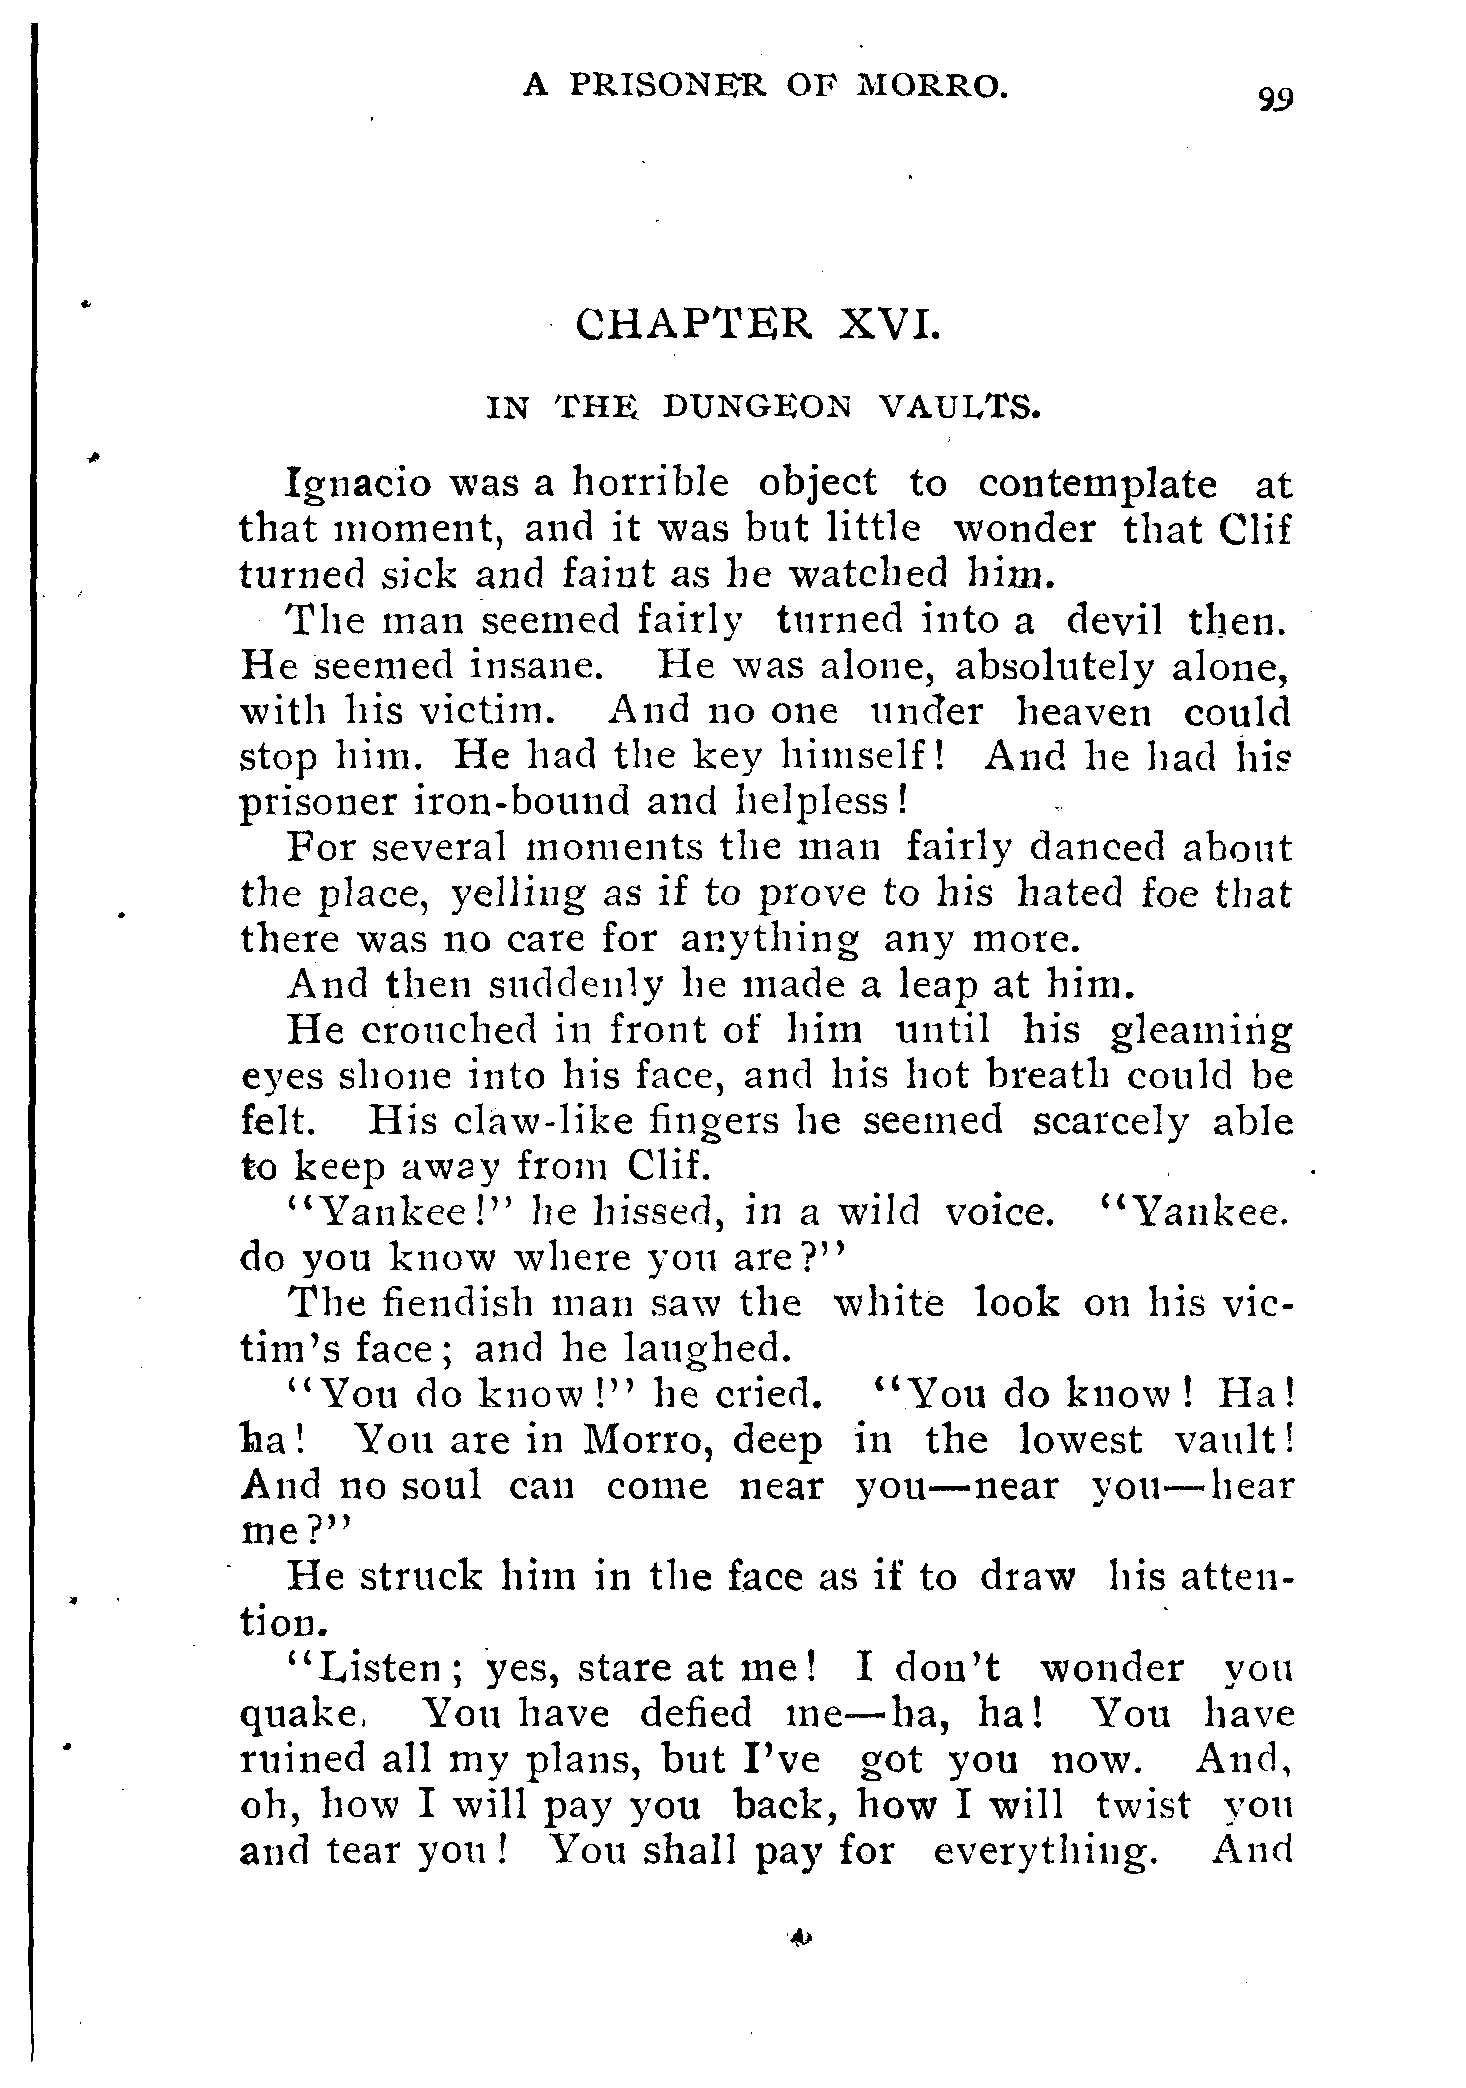 A PRISONER OF MORRO.
99
CHAPTER XVI.
IN THE DUNGEON VAULTS.
Ignacio was a horrible object to contemplate at
that moment, and it was but little wonder that Clif
turned sick and faint as he watched him.
The man seemed fairly turned into a devil then.
He seemed insane. He was alone, absolutely alone,
with his victim. And no one under heaven could
stop him. He had the key himself! And he had his
prisoner iron-bound and helpless!
For several moments the man fairly danced about
the place, yelling as if to prove to his hated foe that
there was no care for anything any more.
And then suddenly he made a leap at him.
He crouched in front of him until his gleaming
eyes shone into his face, and his hot breath could be
felt. His claw-like fingers he seemed scarcely able
to keep away from Clif.
"Yankee!" he hissed, in a wild voice. "Yankee.
do you know where you are?"
The fiendish man saw the white look on his vic-
tim's face; and he laughed.
"You do know!" he cried. "You do know! Ha!
ha! You are in Morro, deep in the lowest vault!
And no soul can come near you—near you—hear
me?"
He struck him in the face as if to draw his atten-
tion.
"Listen; yes, stare at me! I don't wonder you
quake. You have defied me—ha, ha! You have
ruined all my plans, but I've got you now. And,
oh, how I will pay you back, how I will twist you
and tear you! You shall pay for everything. And